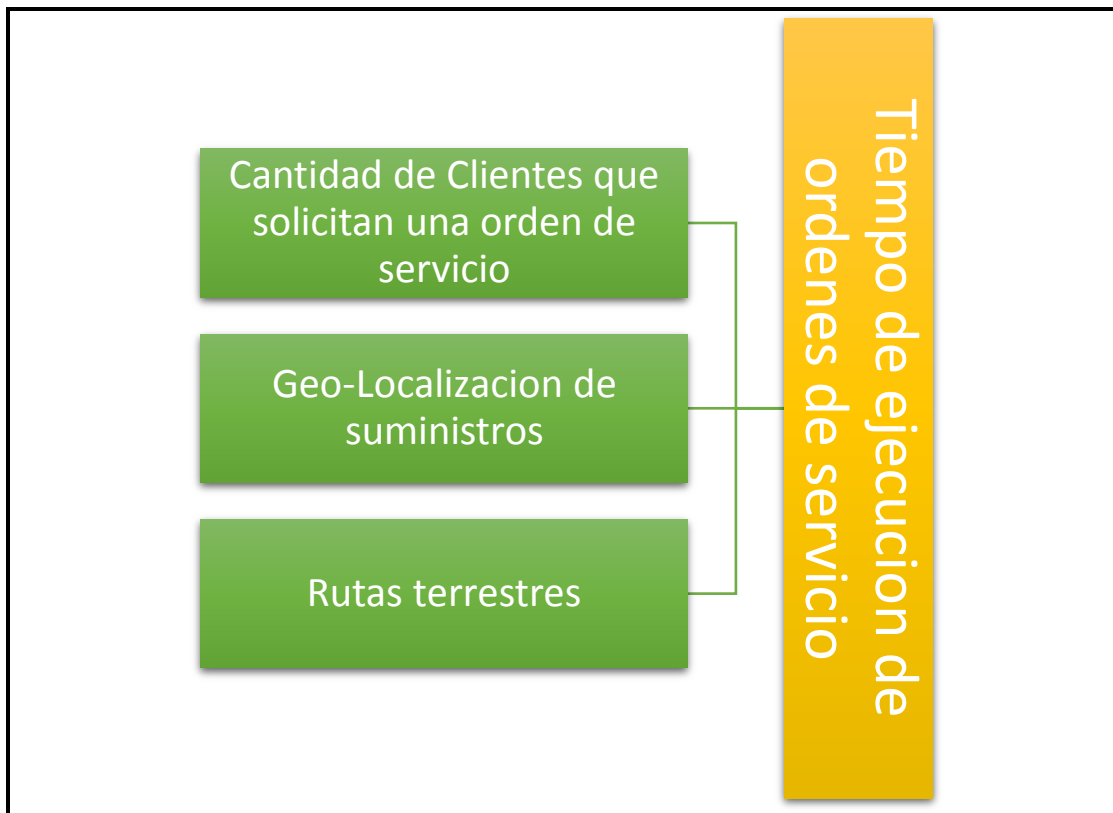 Cantidad de Clientes que
solicitan una orden de
servicio
Geo-Localizacion de
suministros
Rutas terrestres
Tiempo de ejecucion de
ordenes de servicio